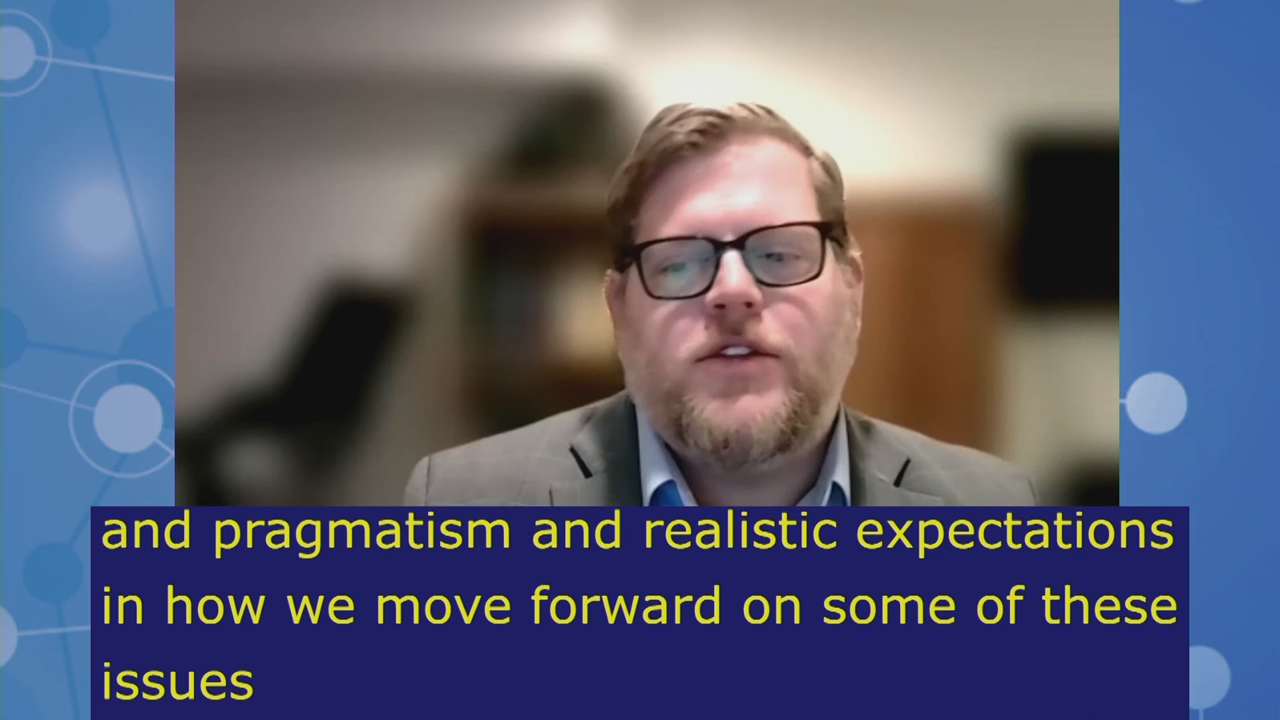 and pragmatism and realistic expectations
in how we move forward on some of these
issues